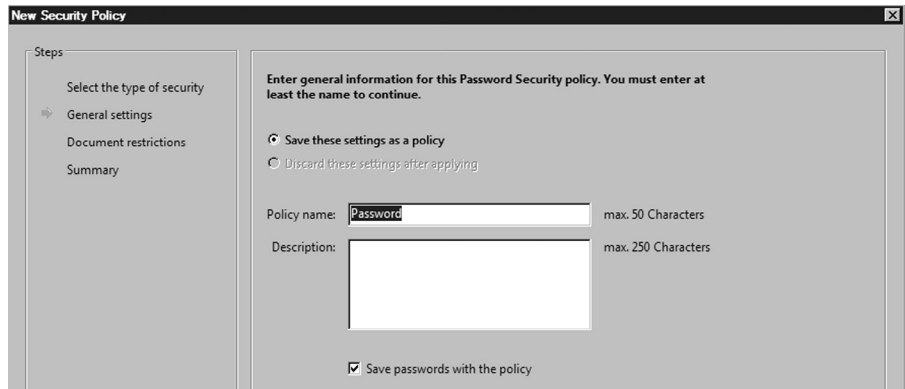 New Security Policy
Steps
Select the type of security
General settings
Document restrictions
Summary
Enter general information for this Password Security policy. You must enter at
least the name to continue.
Save these settings as a policy
Discard these settings after applying
Policy name: Password max. 50 Characters
Description: max. 250 Characters
Save passwords with the policy